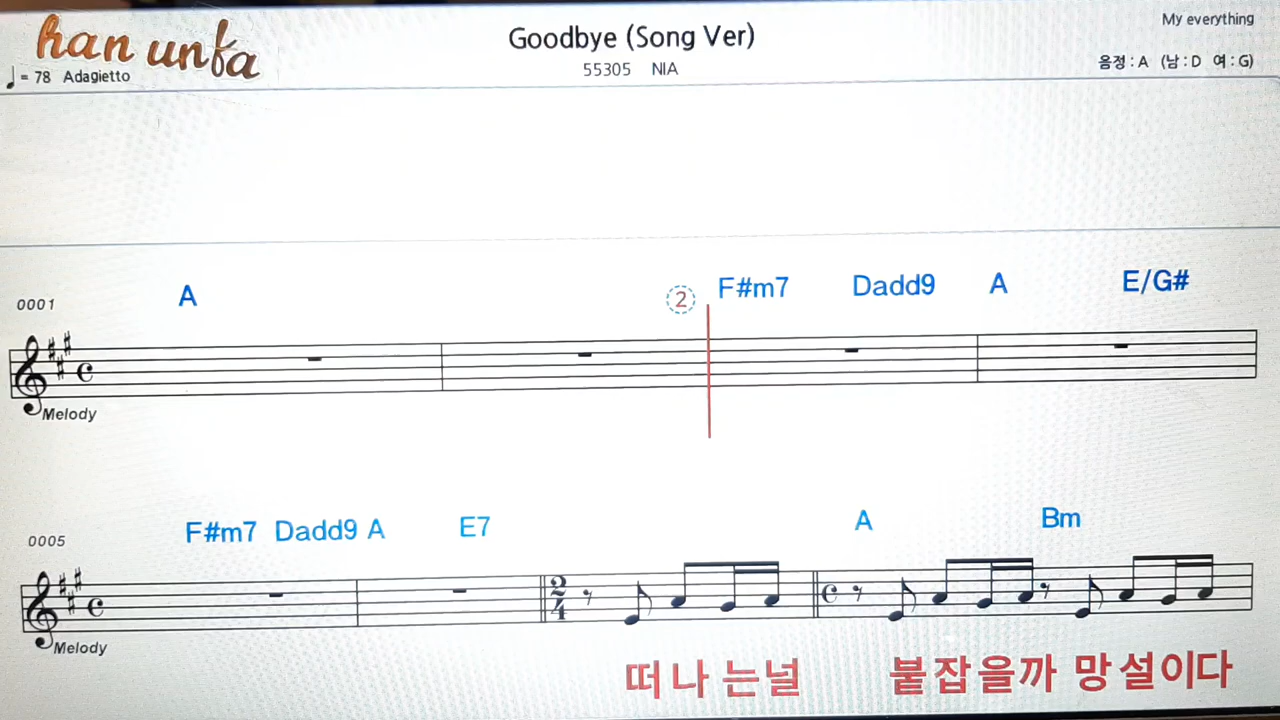 han unfa
Goodbye (Song Ver)
My everything
♩ = 78 Adagietto
55305 NIA
음정 : A (남 : D 여 : G)
A ② F#m7 Dadd9 A E/G#
0001
Melody
F#m7 Dadd9 A E7 A Bm
0005
2/4
Melody
떠나는널 붙잡을까 망설이다